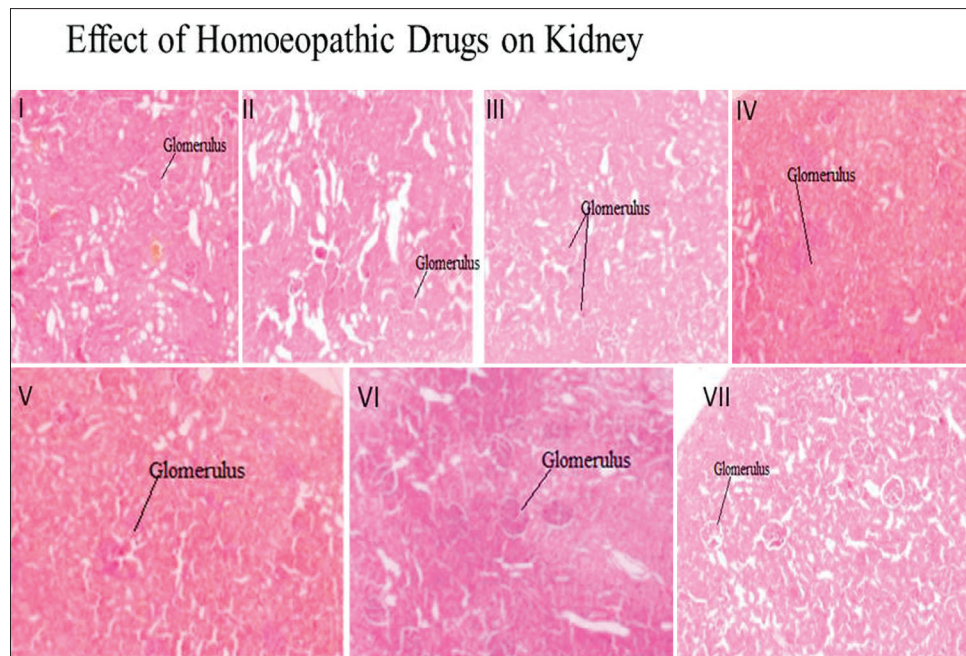 Effect of Homoeopathic Drugs on Kidney
I
II
III
IV
Glomerulus
Glomerulus
Glomerulus
Glomerulus
V
VI
VII
Glomerulus
Glomerulus
Glomerulus